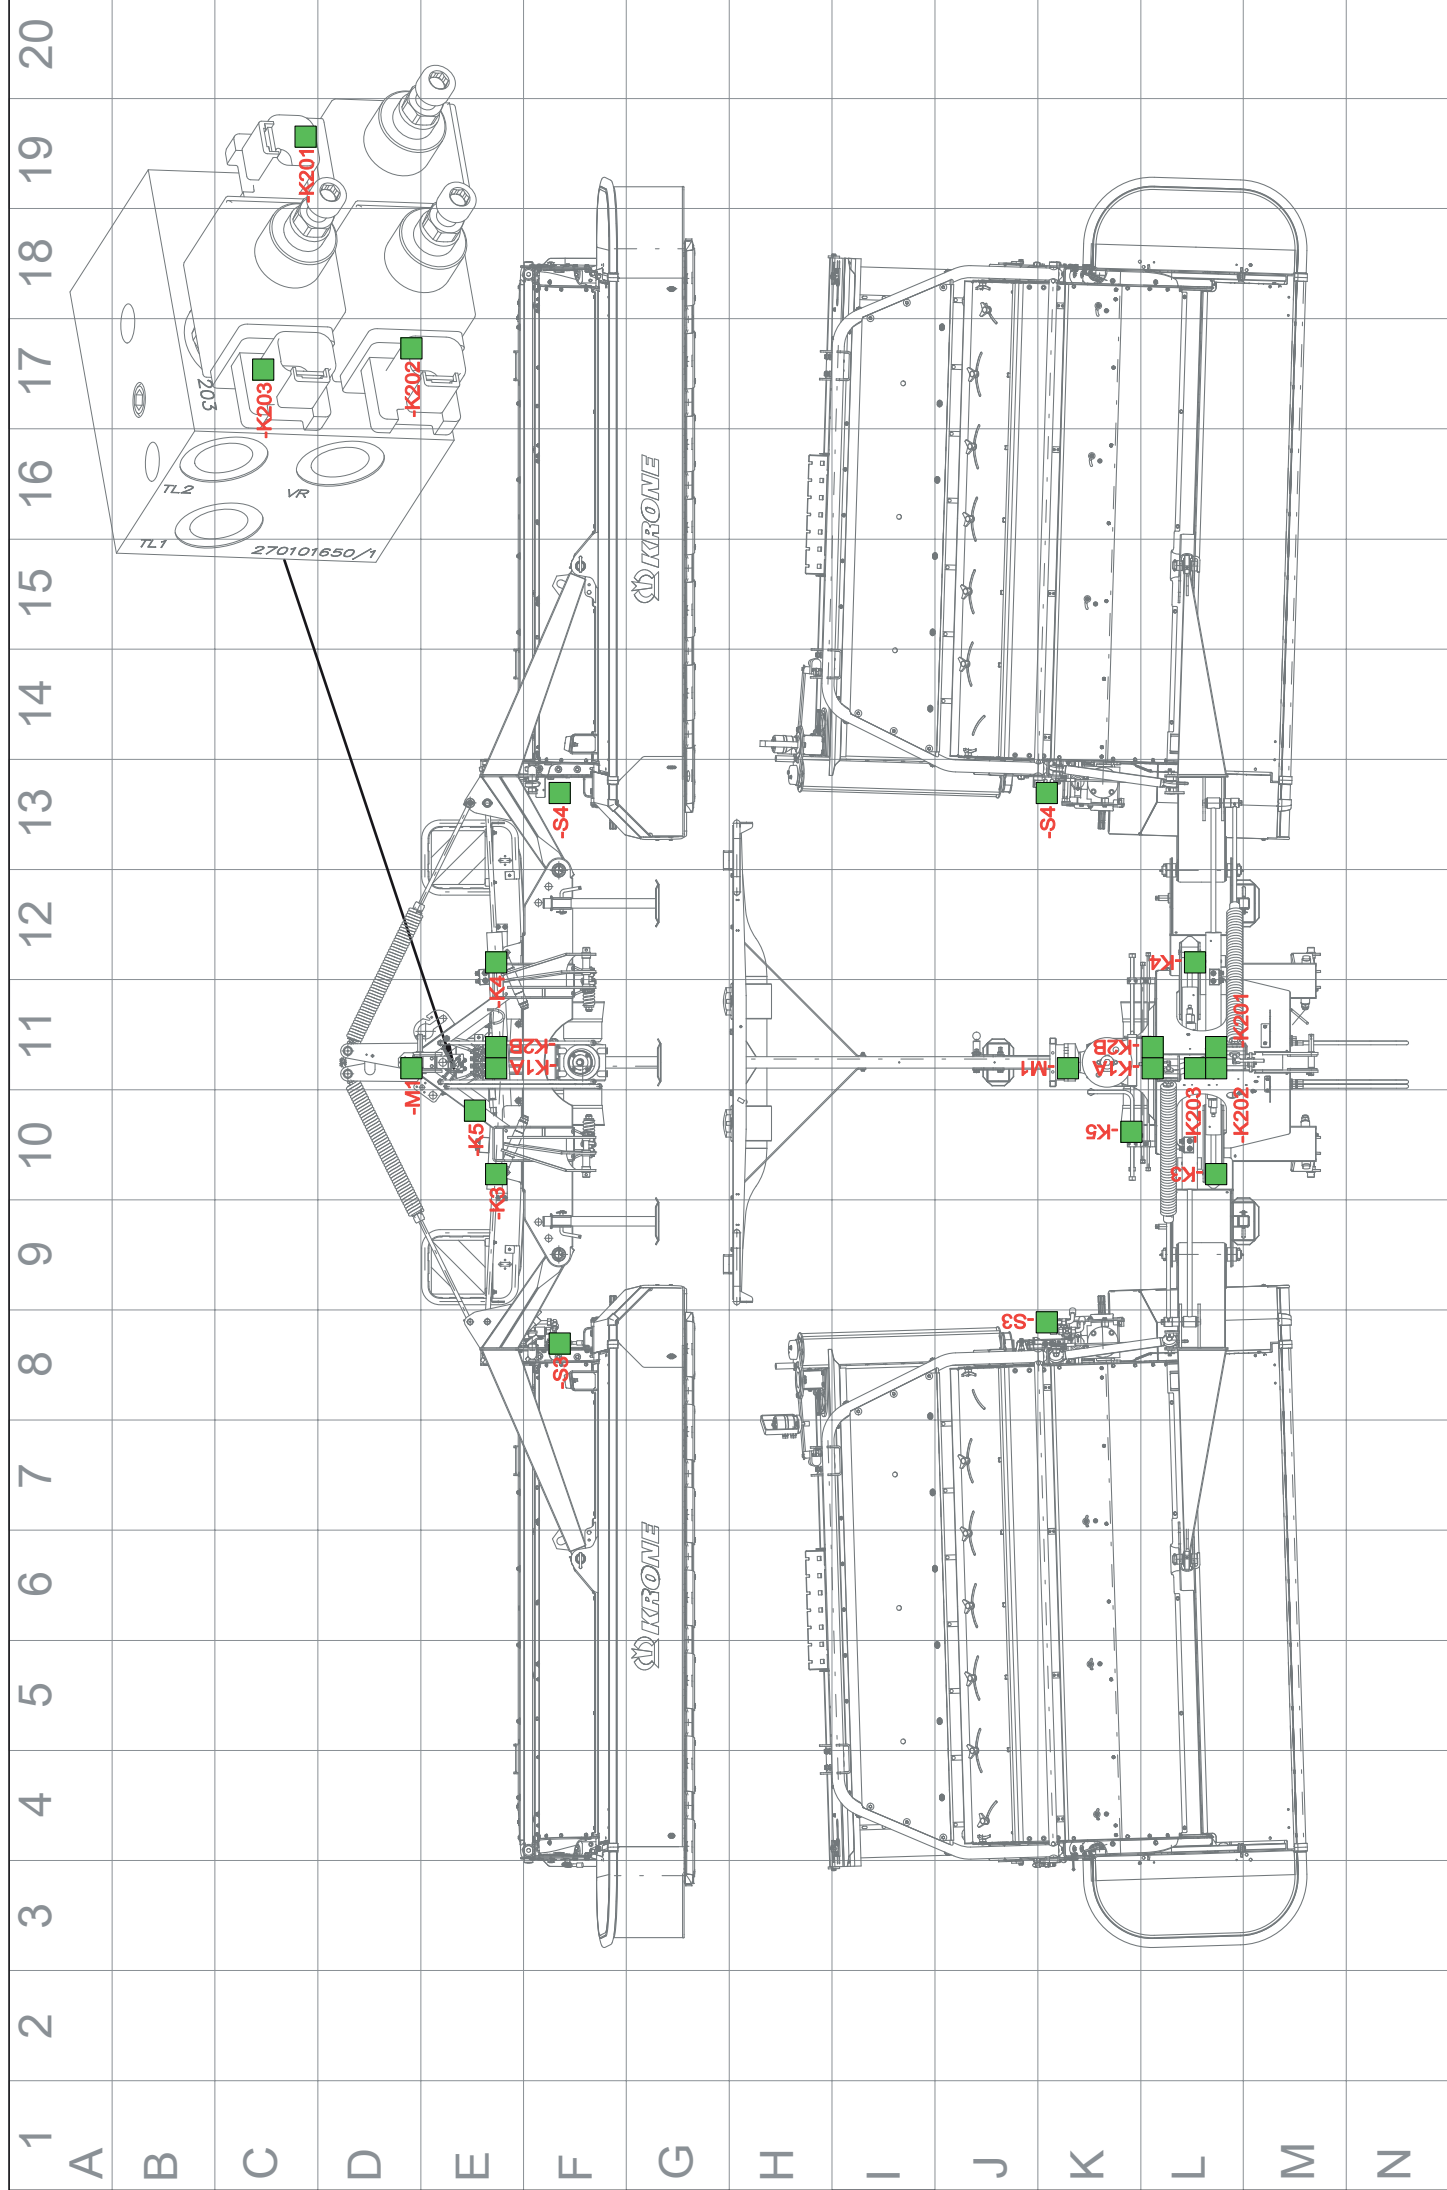 20
19
18
17
16
15
14
13
12
11
10
9
8
7
6
5
4
3
2
1
A
B
C
D
E
F
G
H
I
J
K
L
M
N
-K201
-K203
-K202
203
TL2
VR
TL1
270101650/1
KRONE
-S4
-S4
-K4
-K4
-K2B
-K1A
-M1
-K5
-K3
-K2B
-K1A
-M1
-K201
-K203
-K202
-K5
-K3
-S3
-S3
KRONE